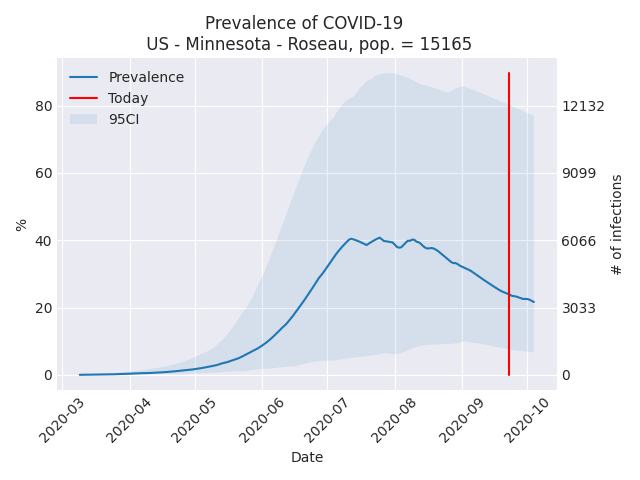 Prevalence of COVID-19
US - Minnesota - Roseau, pop. = 15165
Prevalence
Today
95CI
%
80
60
40
20
0
# of infections
12132
9099
6066
3033
0
2020-03
2020-04
2020-05
2020-06
2020-07
2020-08
2020-09
2020-10
Date